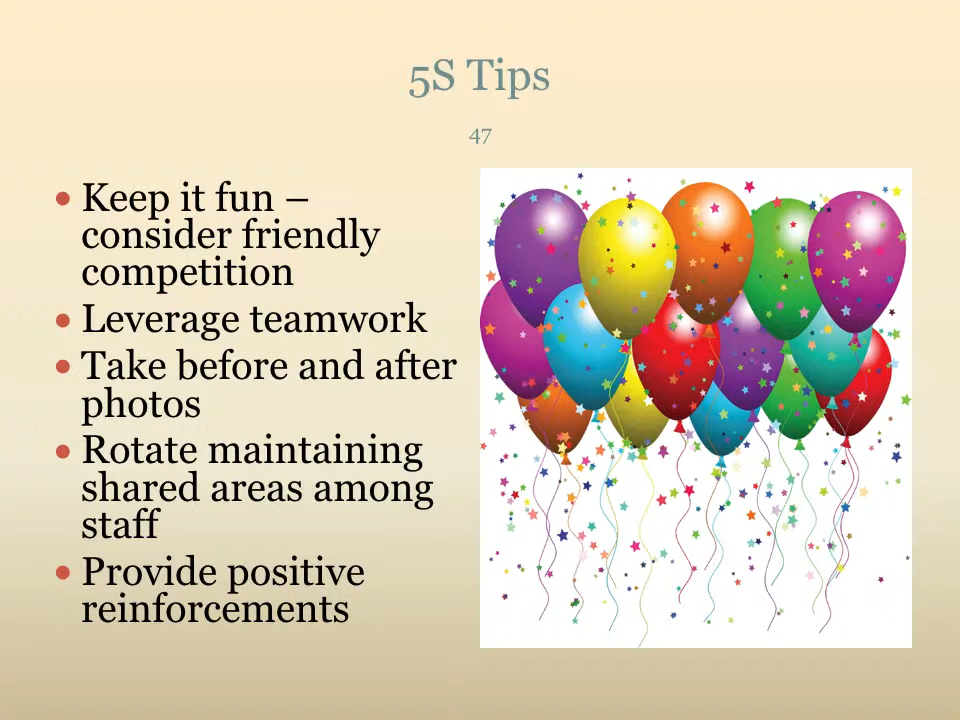 5S Tips
47
• Keep it fun –
consider friendly
competition
• Leverage teamwork
• Take before and after
photos
• Rotate maintaining
shared areas among
staff
• Provide positive
reinforcements